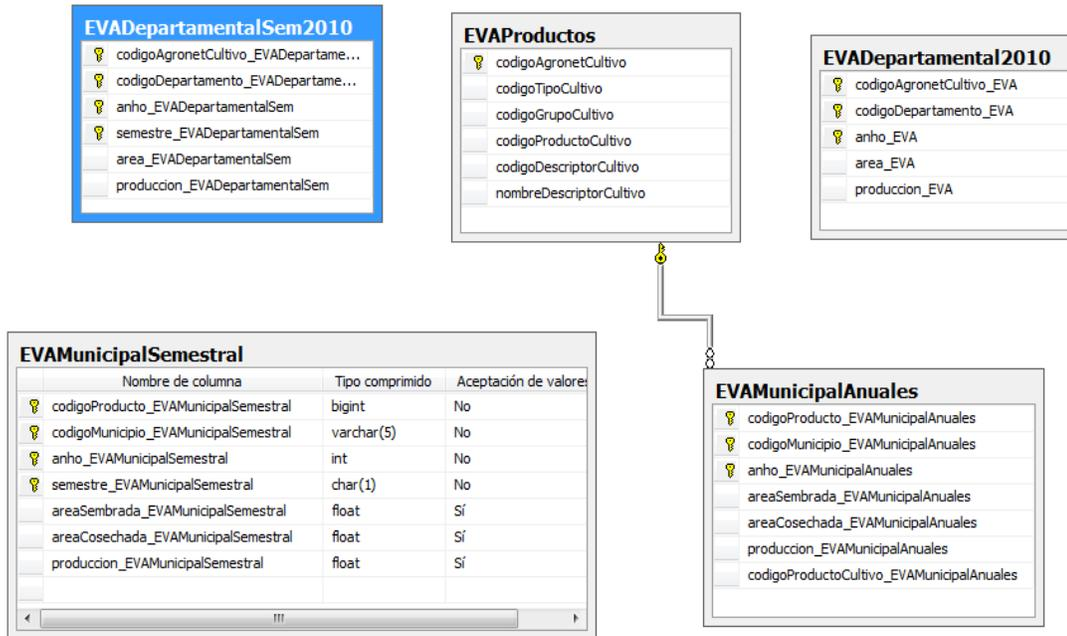 EVADepartamentalSem2010
codigoAgronetCultivo_EVADepartame...
codigoDepartamento_EVADepartame...
anho_EVADepartamentalSem
semestre_EVADepartamentalSem
area_EVADepartamentalSem
produccion_EVADepartamentalSem
EVAProductos
codigoAgronetCultivo
codigoTipoCultivo
codigoGrupoCultivo
codigoProductoCultivo
codigoDescriptorCultivo
nombreDescriptorCultivo
EVADepartamental2010
codigoAgronetCultivo_EVA
codigoDepartamento_EVA
anho_EVA
area_EVA
produccion_EVA
EVAMunicipalSemestral
Nombre de columna Tipo comprimido Aceptación de valores
codigoProducto_EVAMunicipalSemestral bigint No
codigoMunicipio_EVAMunicipalSemestral varchar(5) No
anho_EVAMunicipalSemestral int No
semestre_EVAMunicipalSemestral char(1) No
areaSembrada_EVAMunicipalSemestral float Sí
areaCosechada_EVAMunicipalSemestral float Sí
produccion_EVAMunicipalSemestral float Sí
EVAMunicipalAnuales
codigoProducto_EVAMunicipalAnuales
codigoMunicipio_EVAMunicipalAnuales
anho_EVAMunicipalAnuales
areaSembrada_EVAMunicipalAnuales
areaCosechada_EVAMunicipalAnuales
produccion_EVAMunicipalAnuales
codigoProductoCultivo_EVAMunicipalAnuales